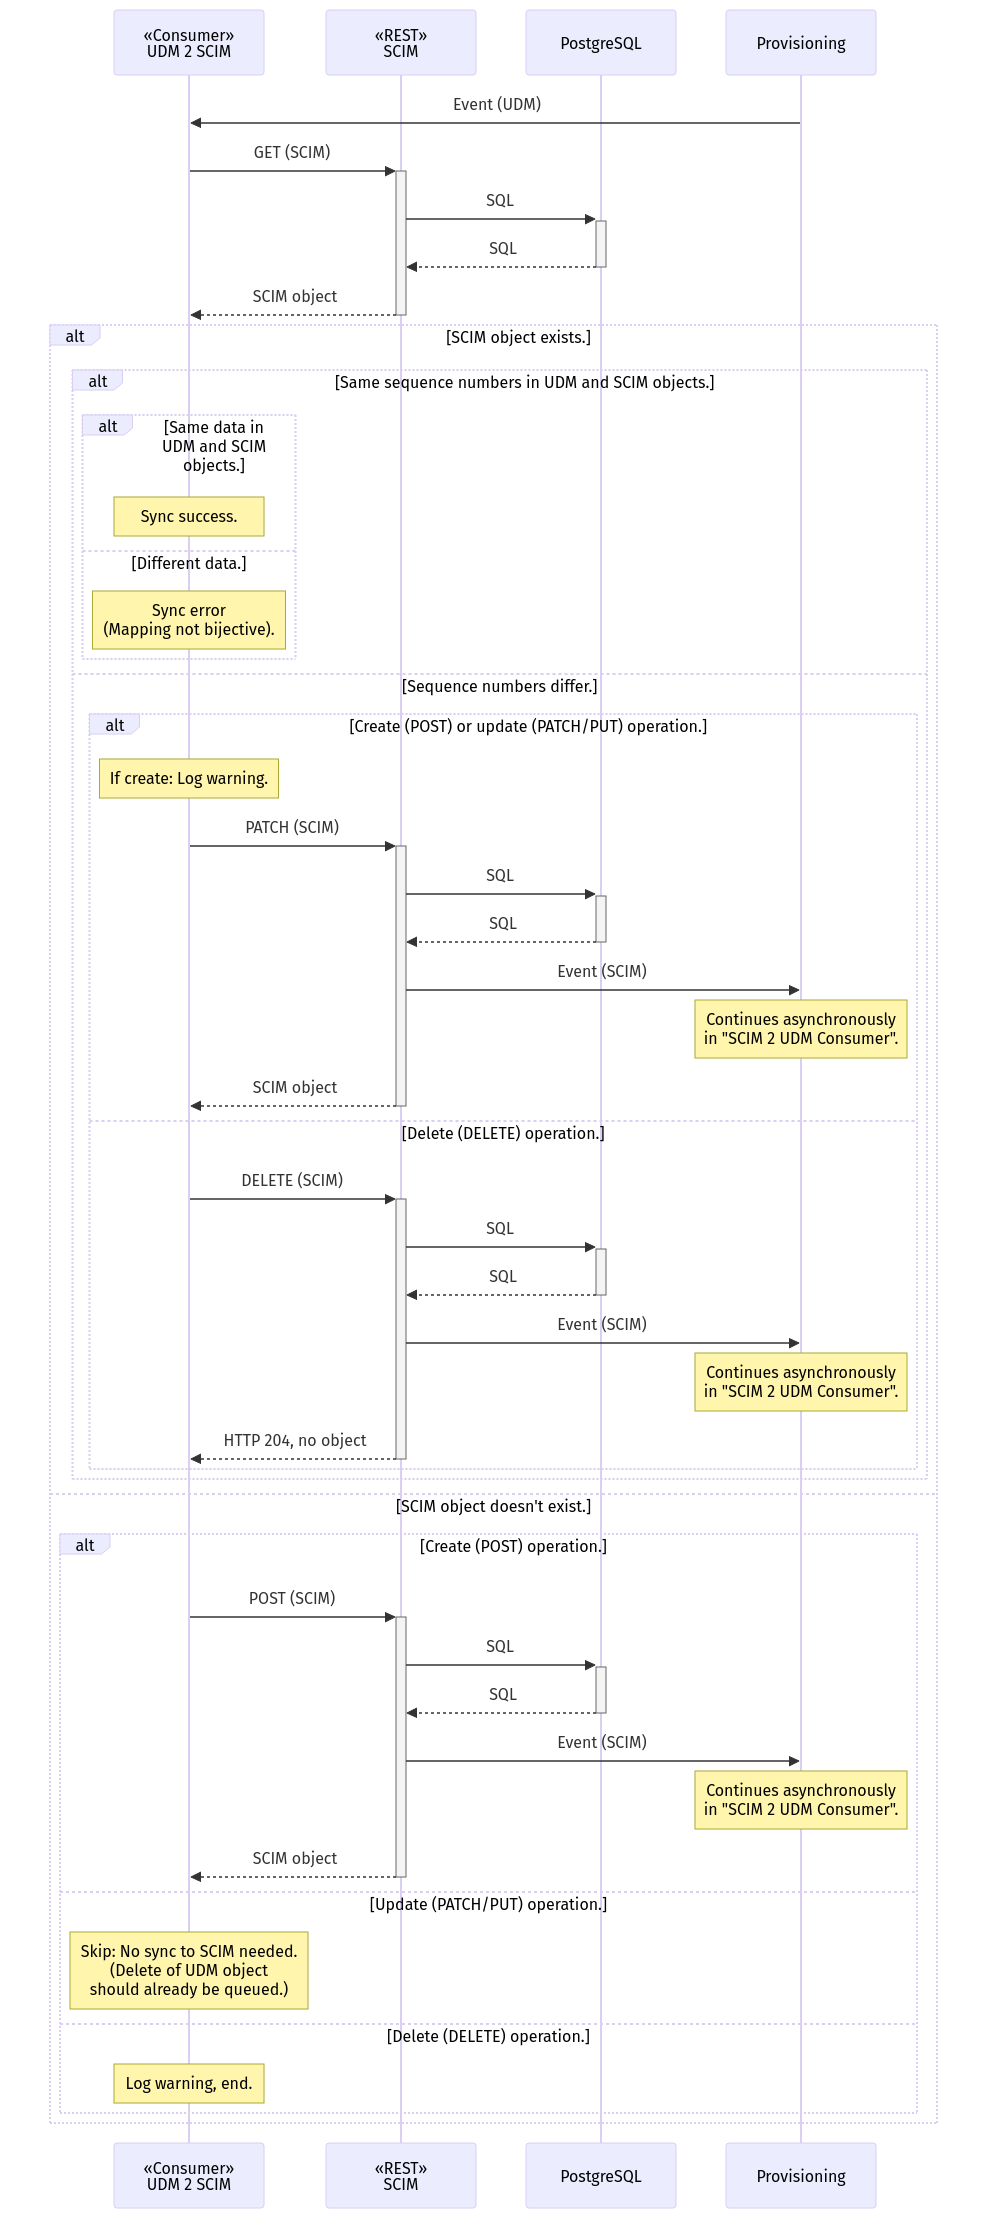 «Consumer»
UDM 2 SCIM
«REST»
SCIM
PostgreSQL
Provisioning
Event (UDM)
GET (SCIM)
SQL
SQL
SCIM object
alt
[SCIM object exists.]
alt
[Same sequence numbers in UDM and SCIM objects.]
alt
[Same data in
UDM and SCIM
objects.]
Sync success.
[Different data.]
Sync error
(Mapping not bijective).
[Sequence numbers differ.]
alt
[Create (POST) or update (PATCH/PUT) operation.]
If create: Log warning.
PATCH (SCIM)
SQL
SQL
Event (SCIM)
Continues asynchronously
in "SCIM 2 UDM Consumer".
SCIM object
[Delete (DELETE) operation.]
DELETE (SCIM)
SQL
SQL
Event (SCIM)
Continues asynchronously
in "SCIM 2 UDM Consumer".
HTTP 204, no object
[SCIM object doesn't exist.]
alt
[Create (POST) operation.]
POST (SCIM)
SQL
SQL
Event (SCIM)
Continues asynchronously
in "SCIM 2 UDM Consumer".
SCIM object
[Update (PATCH/PUT) operation.]
Skip: No sync to SCIM needed.
(Delete of UDM object
should already be queued.)
[Delete (DELETE) operation.]
Log warning, end.
«Consumer»
UDM 2 SCIM
«REST»
SCIM
PostgreSQL
Provisioning